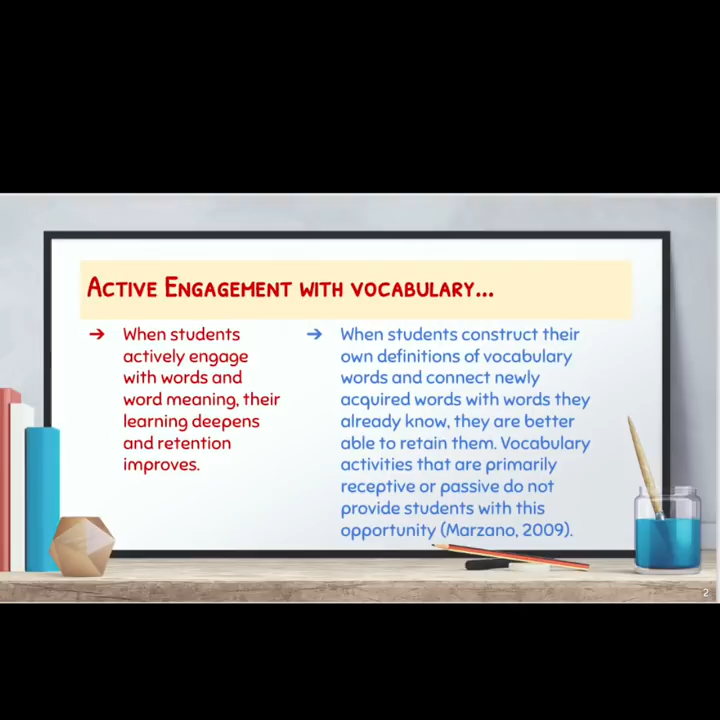 ACTIVE ENGAGEMENT WITH VOCABULARY...
➔ When students
actively engage
with words and
word meaning, their
learning deepens
and retention
improves.
➔ When students construct their
own definitions of vocabulary
words and connect newly
acquired words with words they
already know, they are better
able to retain them. Vocabulary
activities that are primarily
receptive or passive do not
provide students with this
opportunity (Marzano, 2009).
2